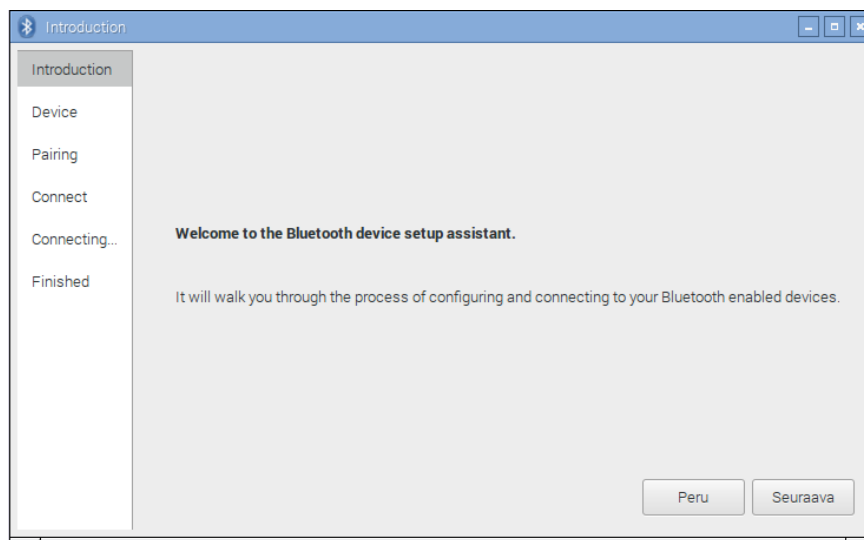 Introduction
Introduction
Device
Pairing
Connect
Connecting...
Finished
Welcome to the Bluetooth device setup assistant.
It will walk you through the process of configuring and connecting to your Bluetooth enabled devices.
Peru
Seuraava